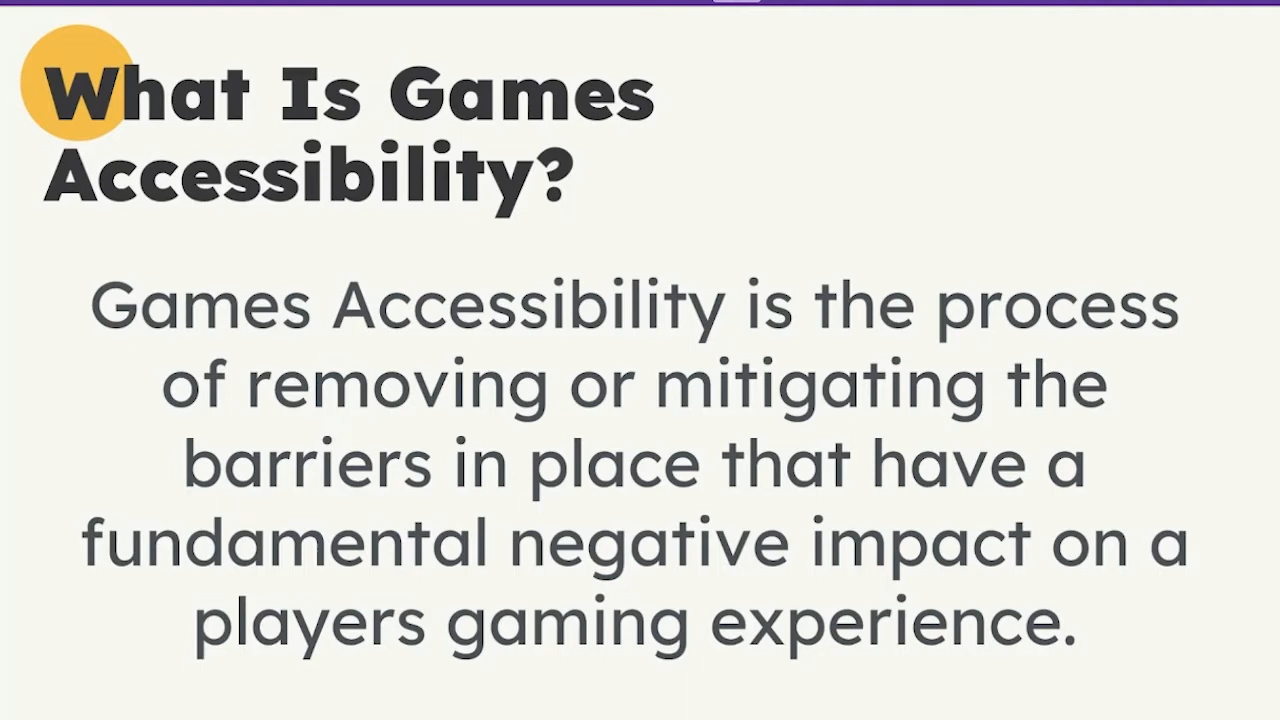 What Is Games
Accessibility?
Games Accessibility is the process
of removing or mitigating the
barriers in place that have a
fundamental negative impact on a
players gaming experience.